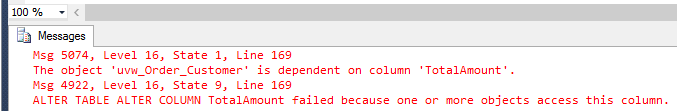 100 %
Messages
Msg 5074, Level 16, State 1, Line 169
The object 'uvw_Order_Customer' is dependent on column 'TotalAmount'.
Msg 4922, Level 16, State 9, Line 169
ALTER TABLE ALTER COLUMN TotalAmount failed because one or more objects access this column.